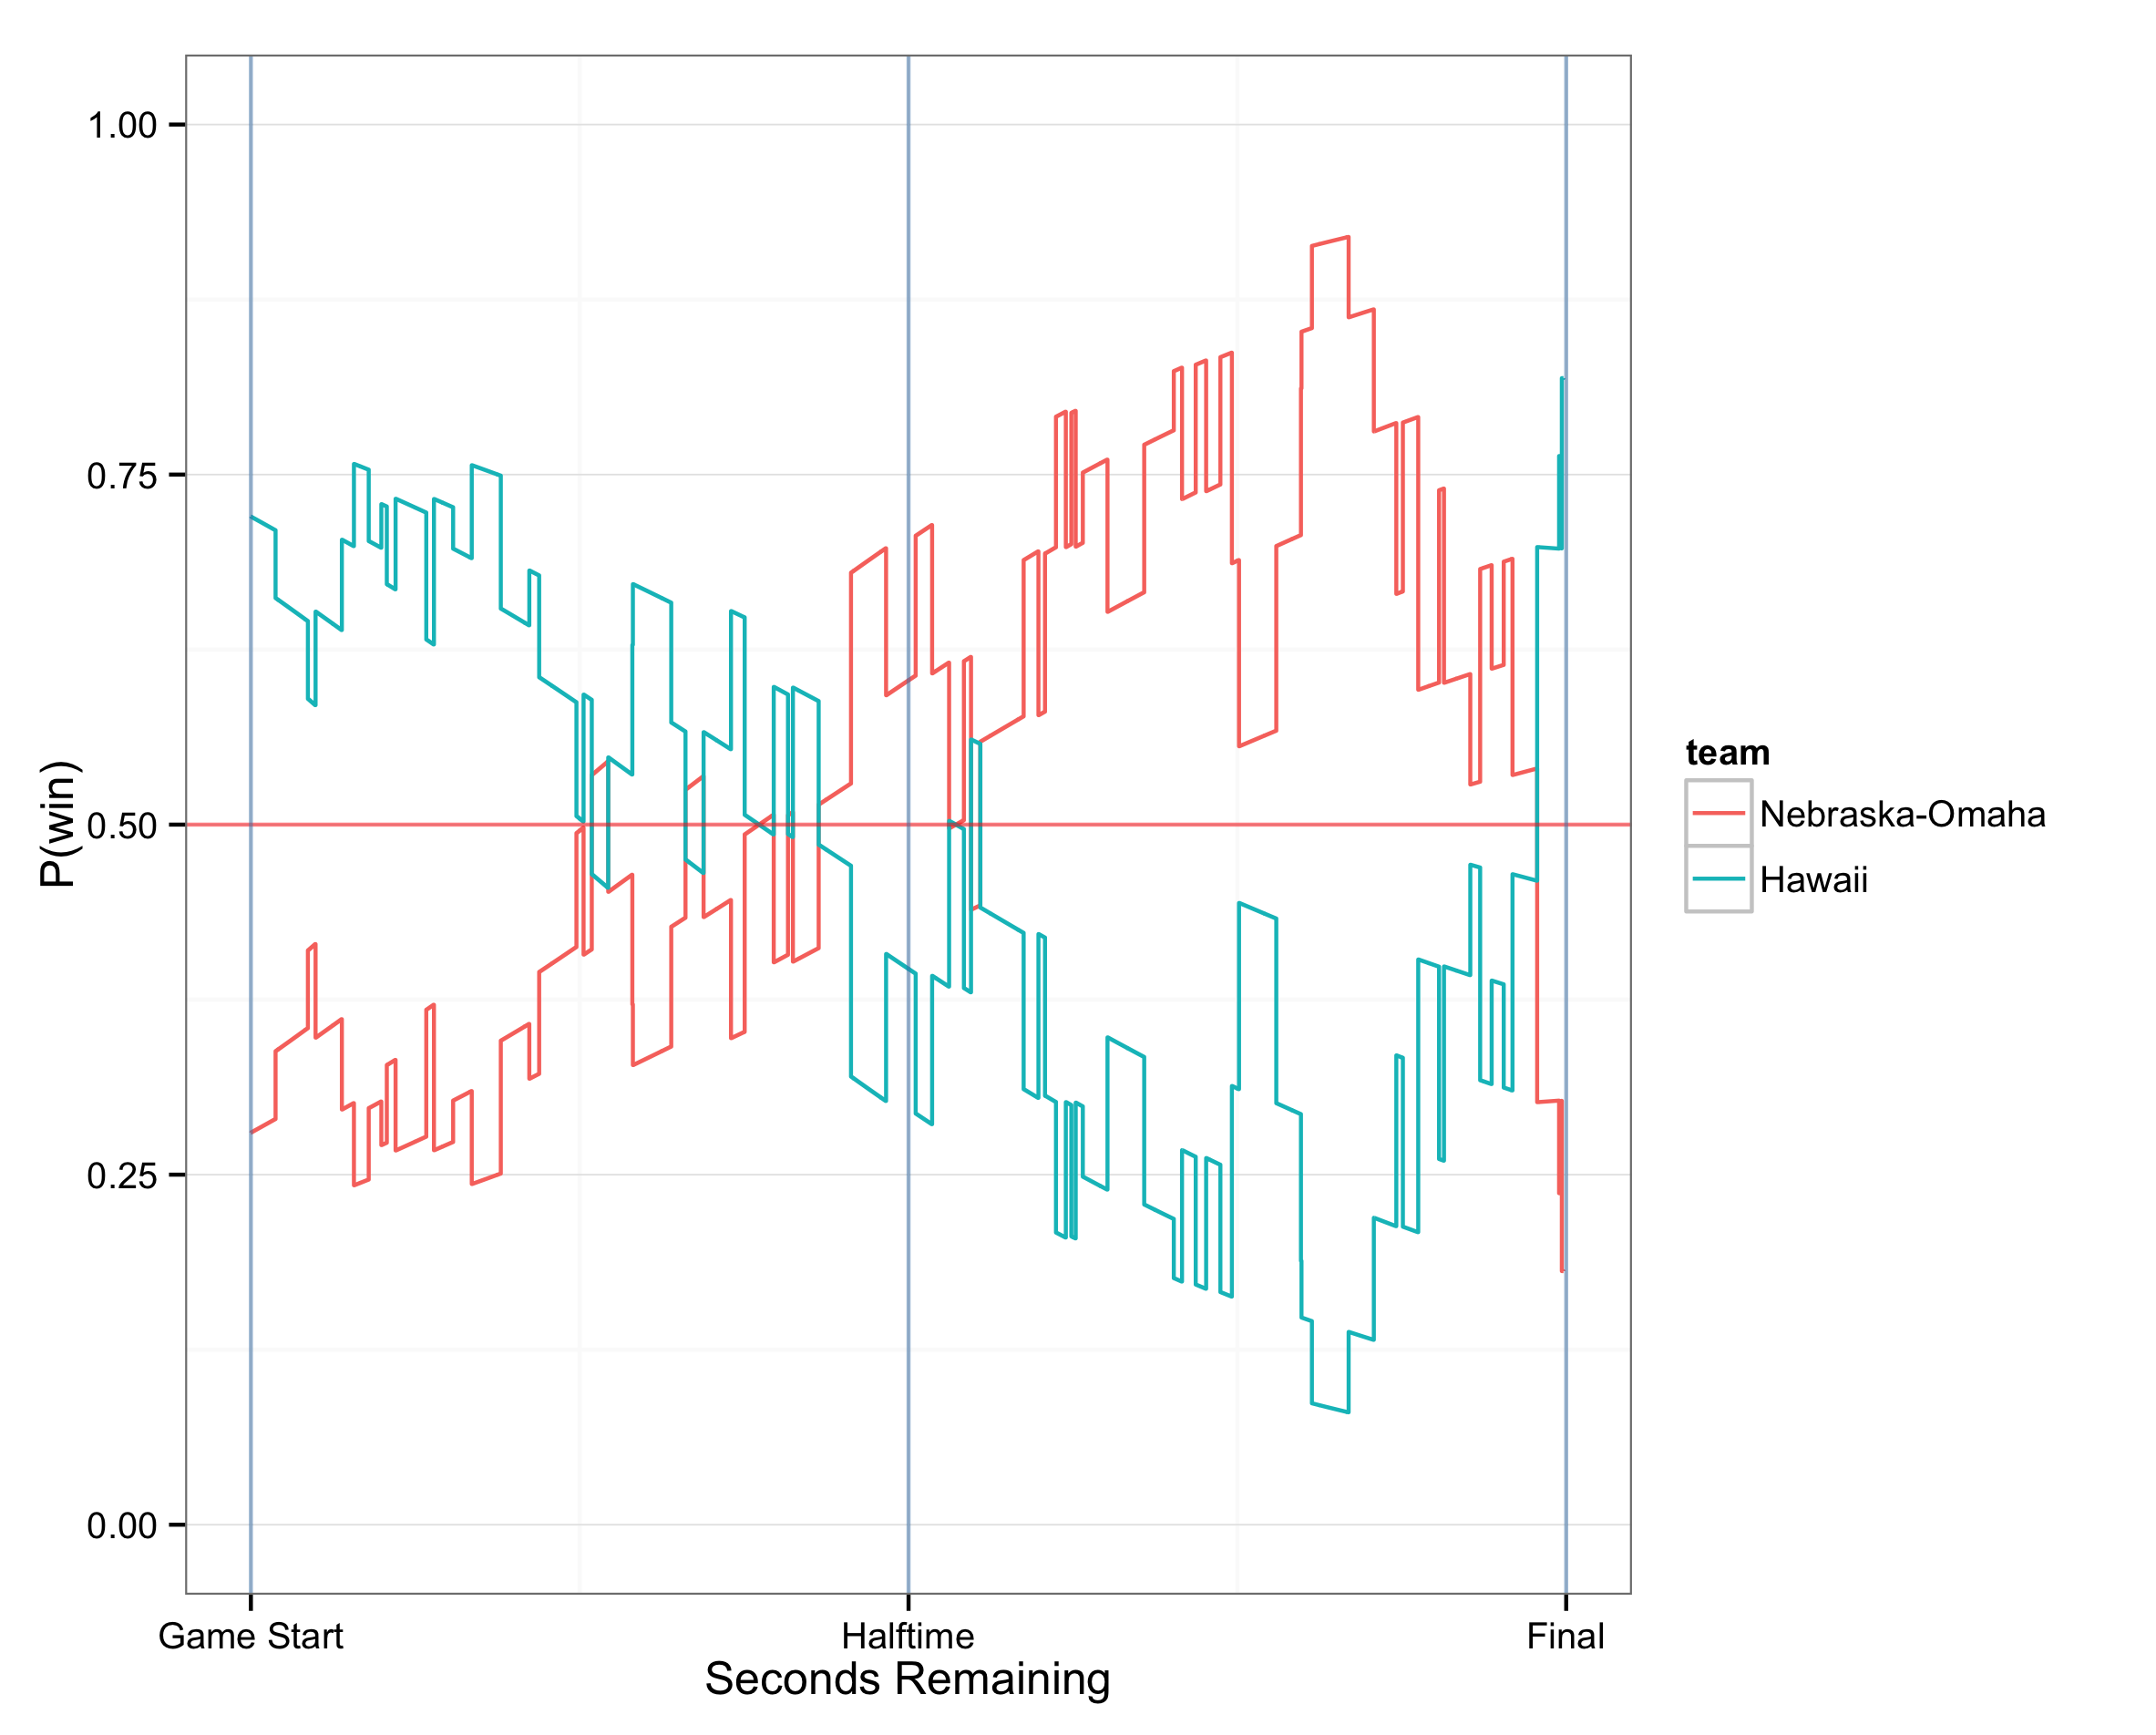 1.00
0.75
0.50
0.25
0.00
P(win)
Game Start
Halftime
Final
Seconds Remaining
team
Nebraska-Omaha
Hawaii